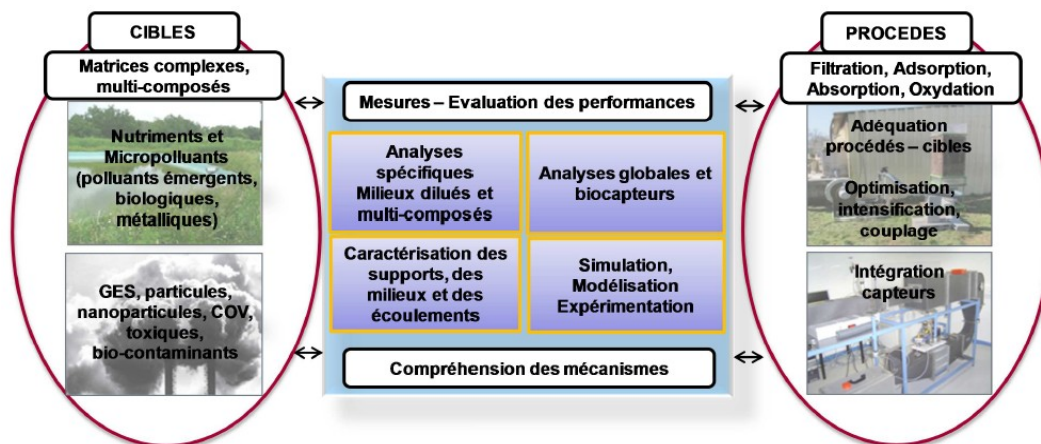 CIBLES
Matrices complexes,
multi-composés
Nutriments et
Micropolluants
(polluants émergents,
biologiques,
métalliques)
GES, particules,
nanoparticules, COV,
toxiques,
bio-contaminants
Mesures – Evaluation des performances
Analyses
spécifiques
Milieux dilués et
multi-composés
Analyses globales et
biocapteurs
Caractérisation des
supports, des
milieux et des
écoulements
Simulation,
Modélisation
Expérimentation
Compréhension des mécanismes
PROCEDES
Filtration, Adsorption,
Absorption, Oxydation
Adéquation
procédés – cibles
Optimisation,
intensification,
couplage
Intégration
capteurs